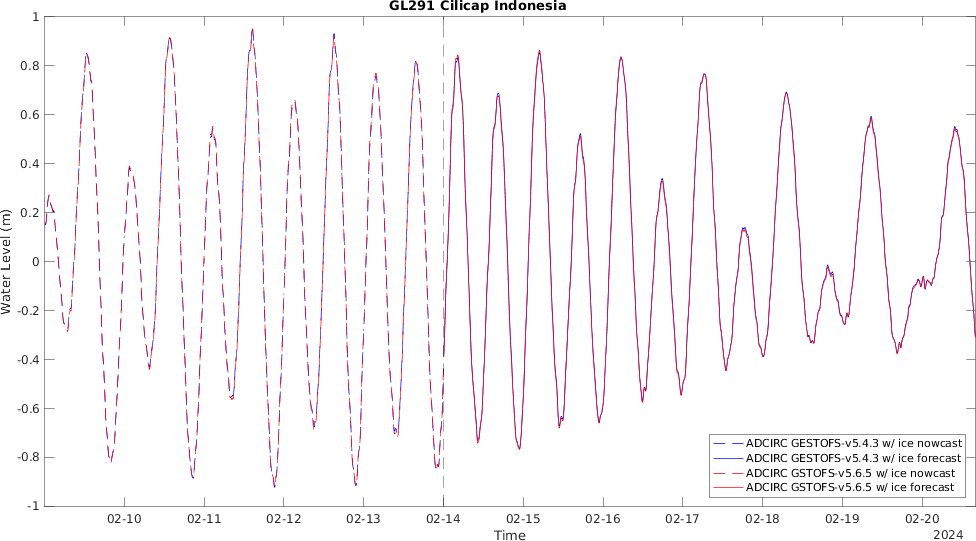 GL291 Cilicap Indonesia
1
0.8
0.6
0.4
0.2
0
-0.2
-0.4
-0.6
-0.8
-1
Water Level (m)
ADCIRC GESTOFS-v5.4.3 w/ ice nowcast
ADCIRC GESTOFS-v5.4.3 w/ ice forecast
ADCIRC GSTOFS-v5.6.5 w/ ice nowcast
ADCIRC GSTOFS-v5.6.5 w/ ice forecast
02-10 02-11 02-12 02-13 02-14 02-15 02-16 02-17 02-18 02-19 02-20
Time
2024